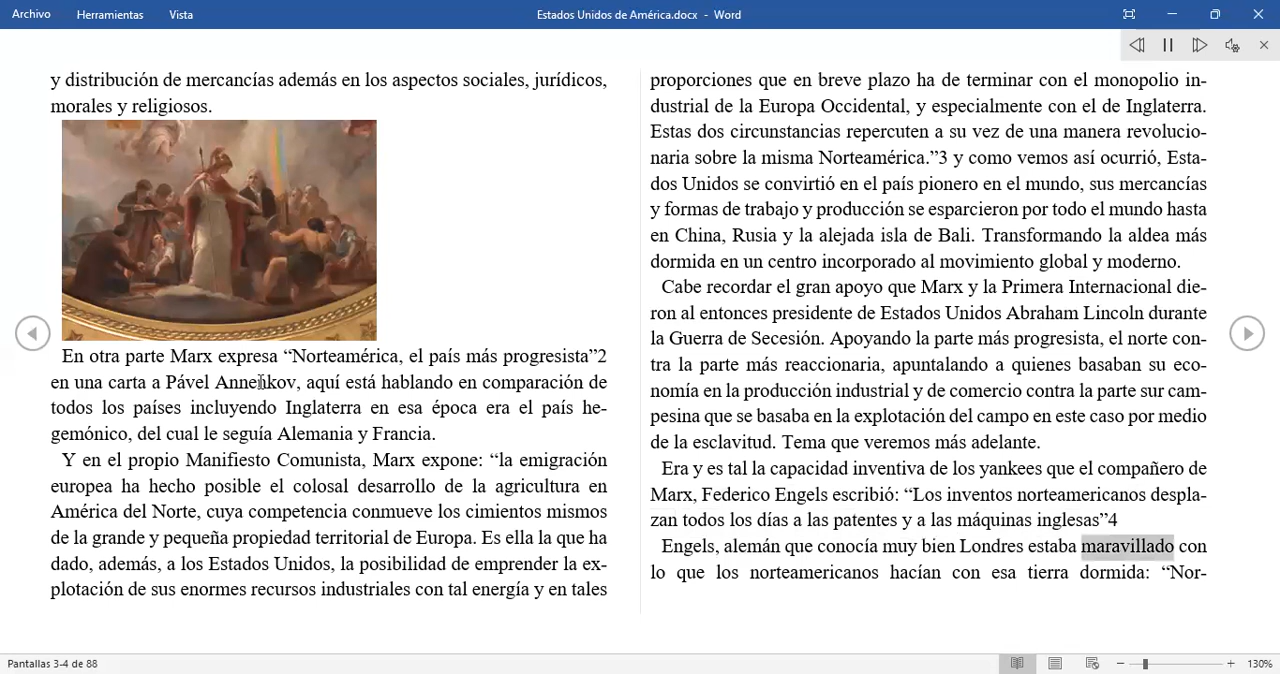 Archivo
Herramientas
Vista
Estados Unidos de América.docx - Word
y distribución de mercancías además en los aspectos sociales, jurídicos,
morales y religiosos.
En otra parte Marx expresa “Norteamérica, el país más progresista”2
en una carta a Pável Annenkov, aquí está hablando en comparación de
todos los países incluyendo Inglaterra en esa época era el país he-
gemónico, del cual le seguía Alemania y Francia.
Y en el propio Manifiesto Comunista, Marx expone: “la emigración
europea ha hecho posible el colosal desarrollo de la agricultura en
América del Norte, cuya competencia conmueve los cimientos mismos
de la grande y pequeña propiedad territorial de Europa. Es ella la que ha
dado, además, a los Estados Unidos, la posibilidad de emprender la ex-
plotación de sus enormes recursos industriales con tal energía y en tales
proporciones que en breve plazo ha de terminar con el monopolio in-
dustrial de la Europa Occidental, y especialmente con el de Inglaterra.
Estas dos circunstancias repercuten a su vez de una manera revolucio-
naria sobre la misma Norteamérica.”3 y como vemos así ocurrió, Esta-
dos Unidos se convirtió en el país pionero en el mundo, sus mercancías
y formas de trabajo y producción se esparcieron por todo el mundo hasta
en China, Rusia y la alejada isla de Bali. Transformando la aldea más
dormida en un centro incorporado al movimiento global y moderno.
Cabe recordar el gran apoyo que Marx y la Primera Internacional die-
ron al entonces presidente de Estados Unidos Abraham Lincoln durante
la Guerra de Secesión. Apoyando la parte más progresista, el norte con-
tra la parte más reaccionaria, apuntalando a quienes basaban su eco-
nomía en la producción industrial y de comercio contra la parte sur cam-
pesina que se basaba en la explotación del campo en este caso por medio
de la esclavitud. Tema que veremos más adelante.
Era y es tal la capacidad inventiva de los yankees que el compañero de
Marx, Federico Engels escribió: “Los inventos norteamericanos despla-
zan todos los días a las patentes y a las máquinas inglesas”4
Engels, alemán que conocía muy bien Londres estaba maravillado con
lo que los norteamericanos hacían con esa tierra dormida: “Nor-
Pantallas 3-4 de 88
130%